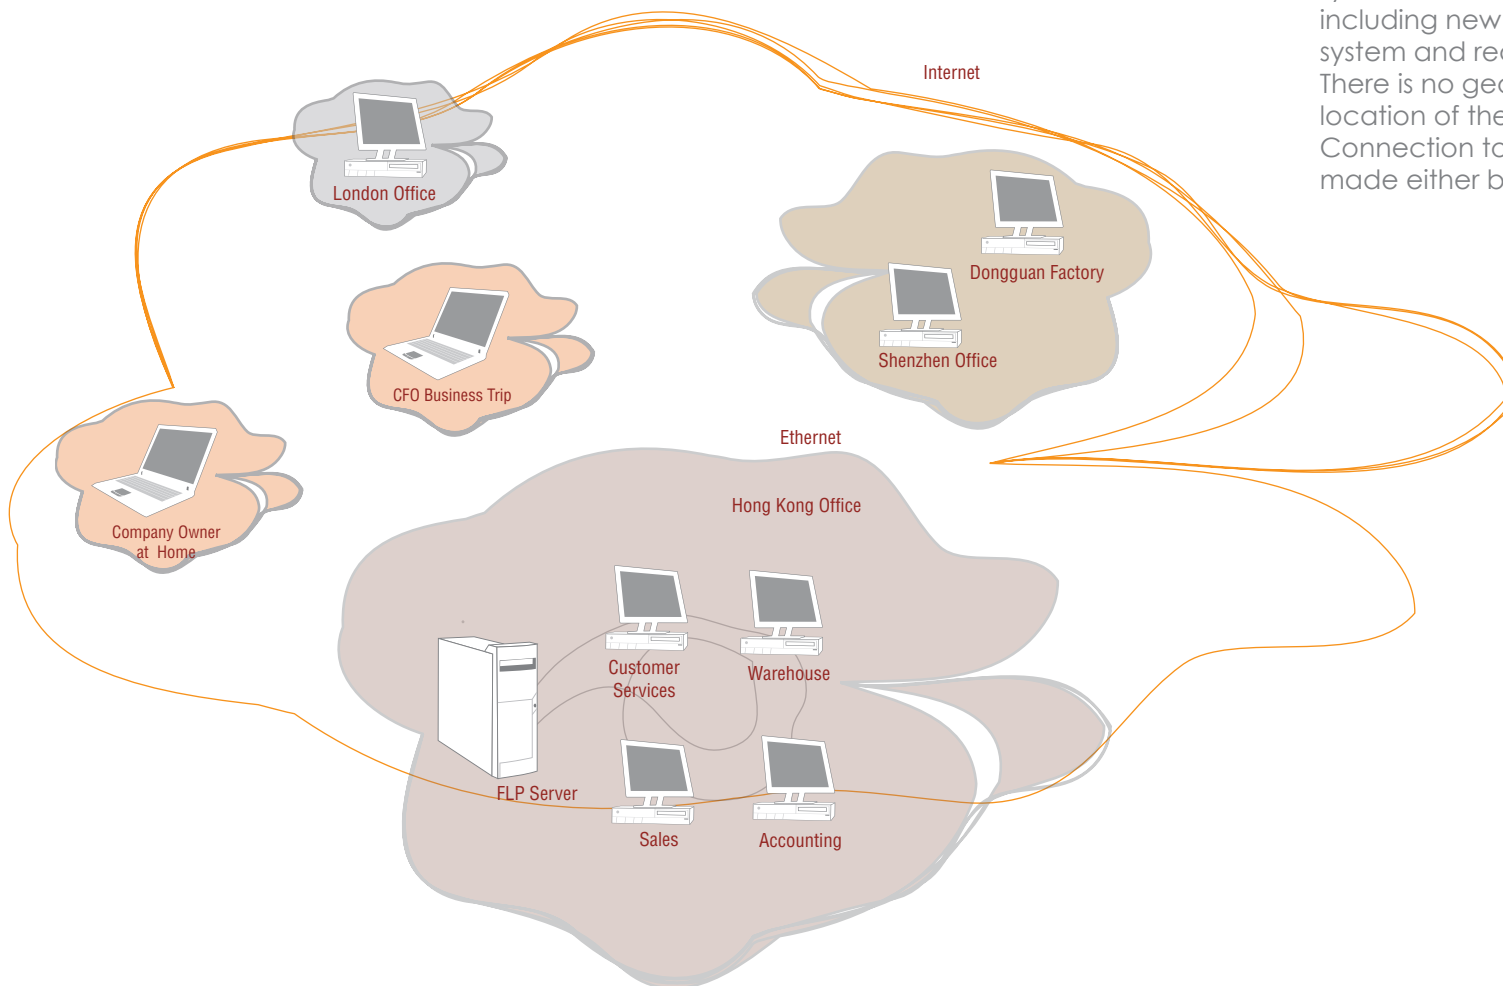 including new
system and
There is no
location of the
Connection
made either
Internet
London Office
Dongguan Factory
Shenzhen Office
CFO Business Trip
Ethernet
Company Owner
at Home
Hong Kong Office
Customer
Services
Warehouse
FLP Server
Sales
Accounting